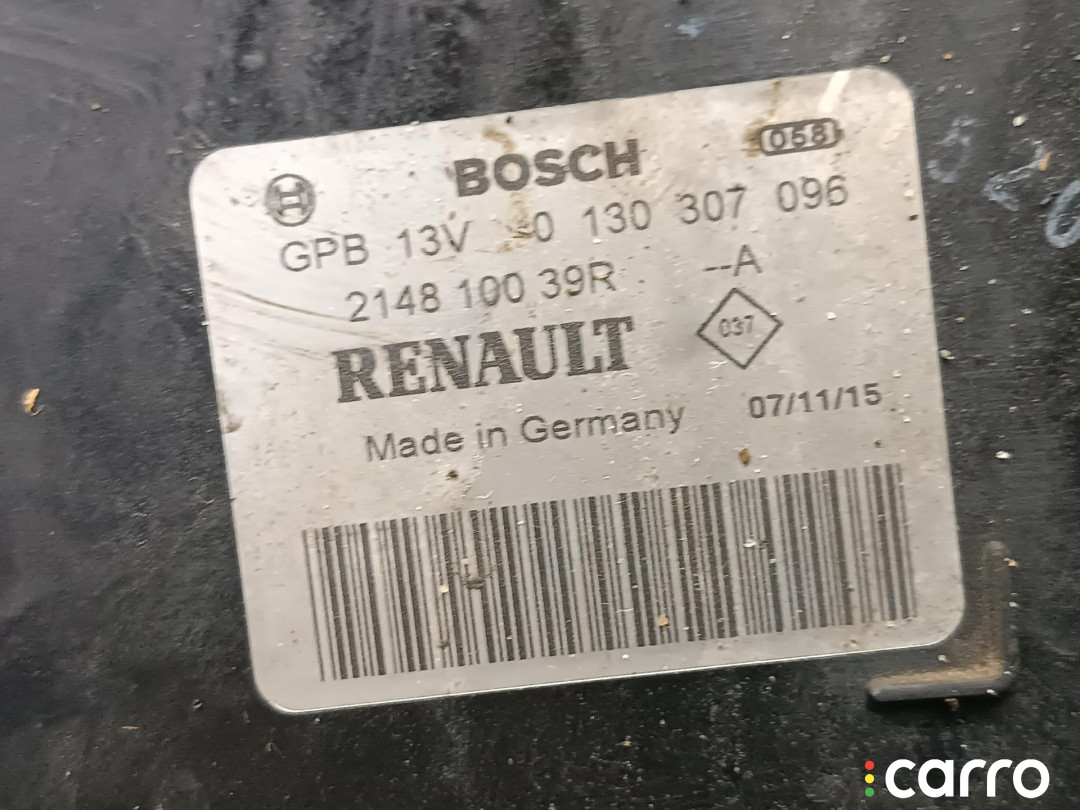 BOSCH
068
GPB 13V 0 130 307 096
2148 100 39R --A
RENAULT
037
Made in Germany 07/11/15
carro